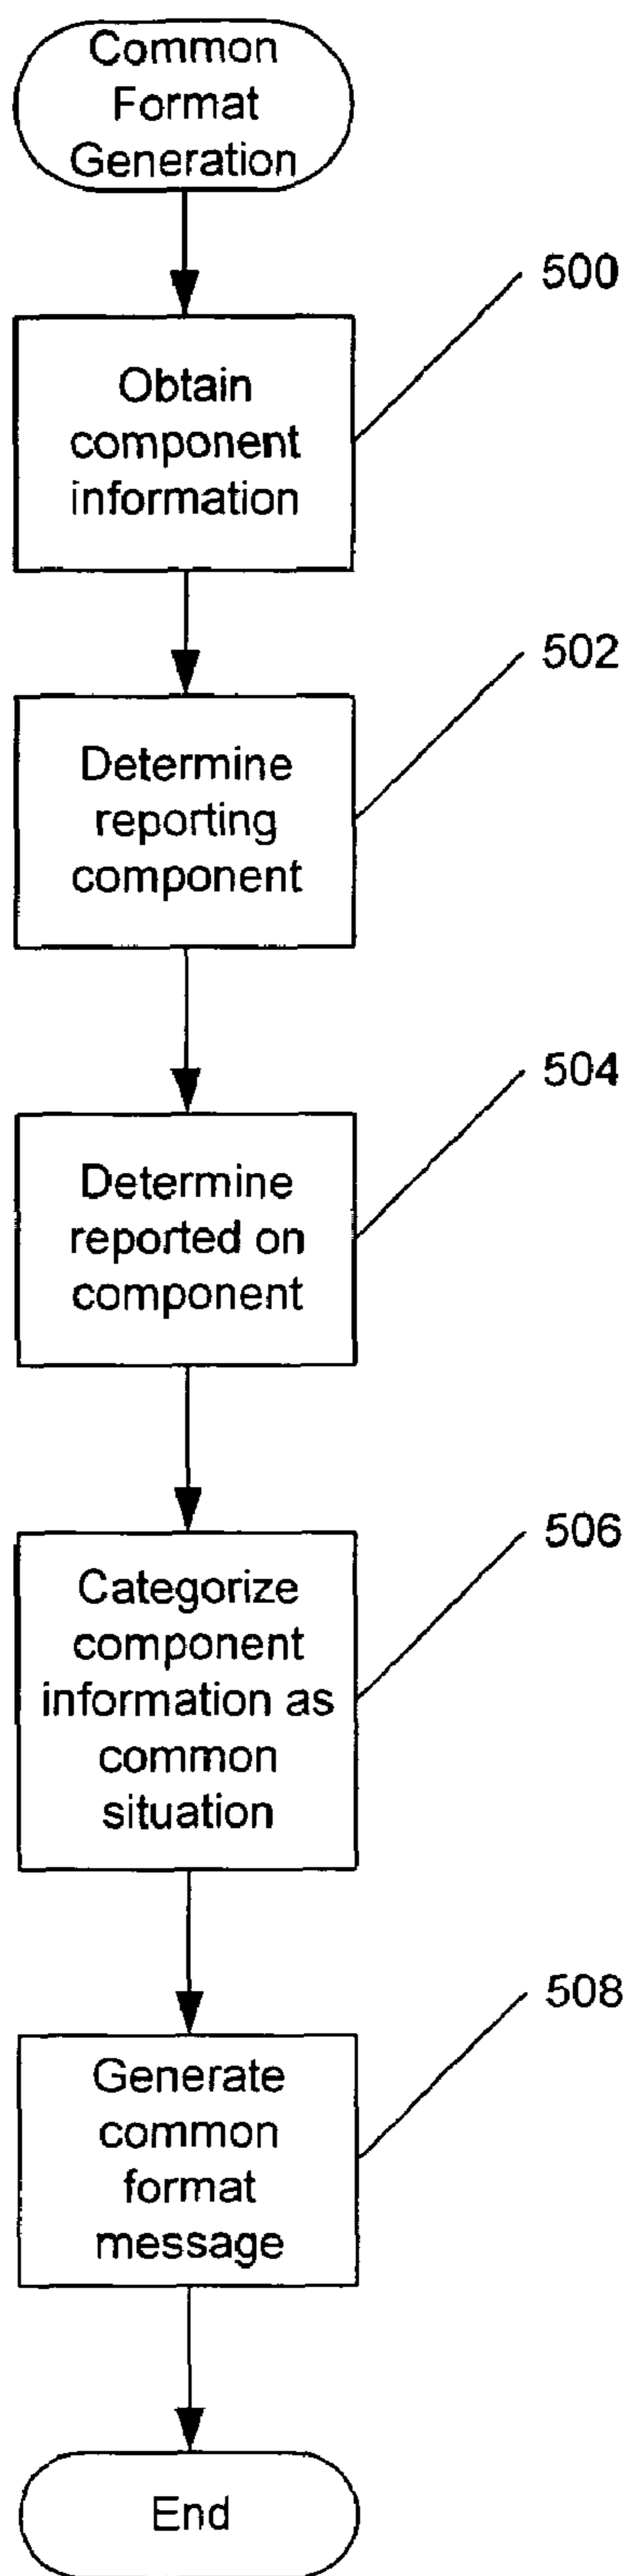 Common
Format
Generation
500
Obtain
component
information
502
Determine
reporting
component
504
Determine
reported on
component
506
Categorize
component
information as
common
situation
508
Generate
common
format
message
End